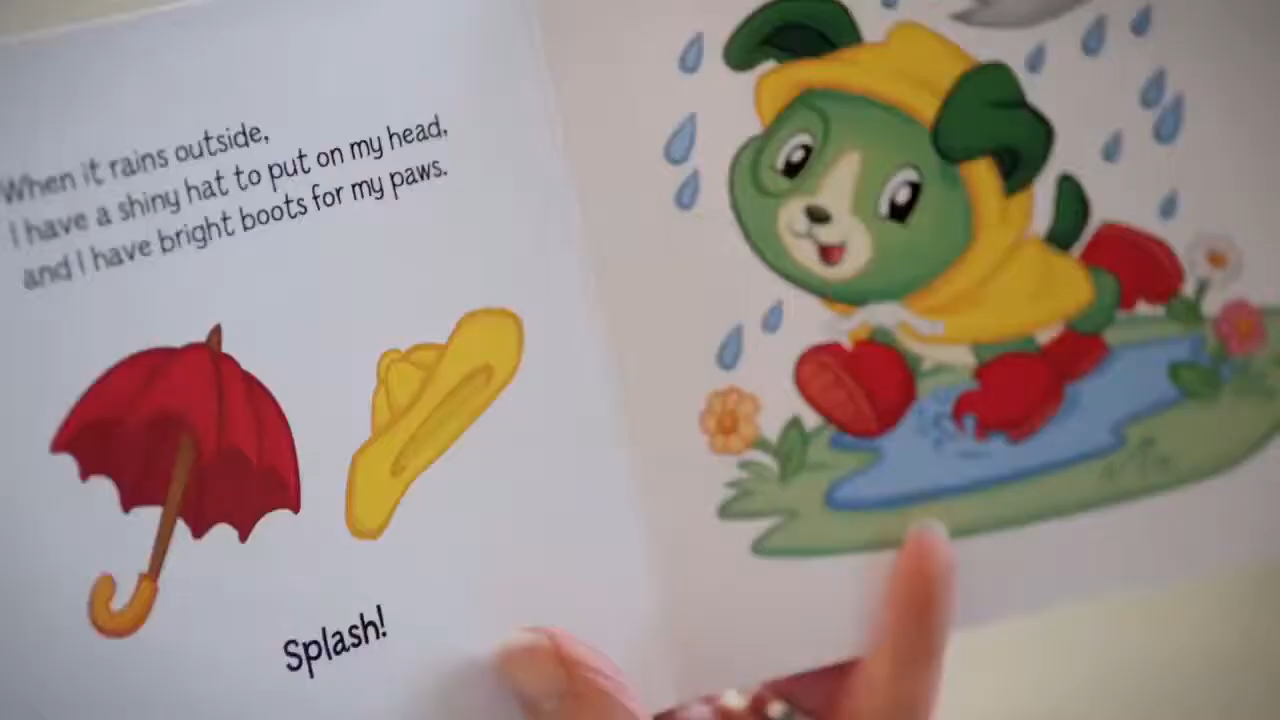 When it rains outside,
I have a shiny hat to put on my head,
and I have bright boots for my paws.
Splash!